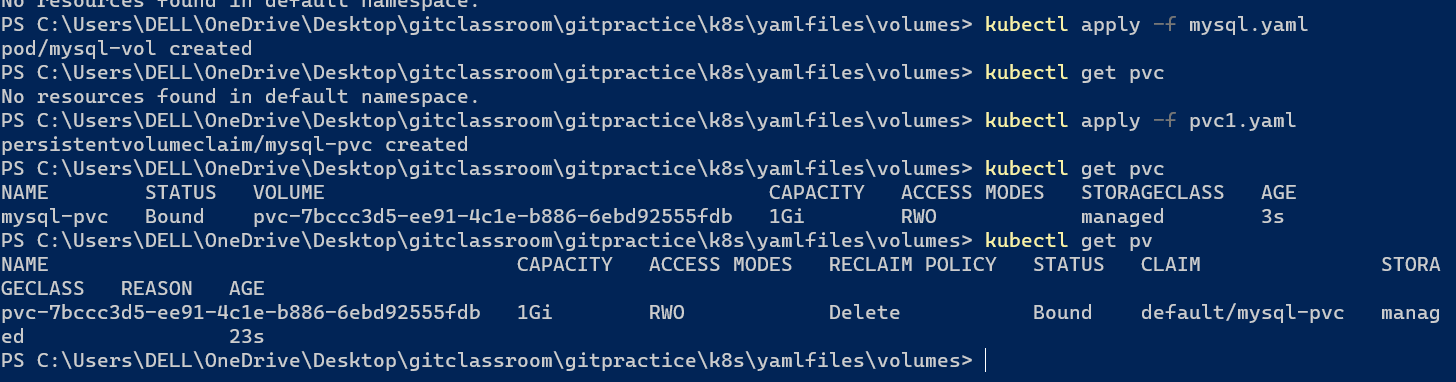 No resources found in default namespace.
PS C:\Users\DELL\OneDrive\Desktop\gitclassroom\gitpractice\k8s\yamlfiles\volumes> kubectl apply -f mysql.yaml
pod/mysql-vol created
PS C:\Users\DELL\OneDrive\Desktop\gitclassroom\gitpractice\k8s\yamlfiles\volumes> kubectl get pvc
No resources found in default namespace.
PS C:\Users\DELL\OneDrive\Desktop\gitclassroom\gitpractice\k8s\yamlfiles\volumes> kubectl apply -f pvc1.yaml
persistentvolumeclaim/mysql-pvc created
PS C:\Users\DELL\OneDrive\Desktop\gitclassroom\gitpractice\k8s\yamlfiles\volumes> kubectl get pvc
NAME        STATUS   VOLUME                                     CAPACITY   ACCESS MODES   STORAGECLASS   AGE
mysql-pvc   Bound    pvc-7bccc3d5-ee91-4c1e-b886-6ebd92555fdb   1Gi        RWO            managed        3s
PS C:\Users\DELL\OneDrive\Desktop\gitclassroom\gitpractice\k8s\yamlfiles\volumes> kubectl get pv
NAME                                       CAPACITY   ACCESS MODES   RECLAIM POLICY   STATUS   CLAIM               STORA
GECLASS   REASON   AGE
pvc-7bccc3d5-ee91-4c1e-b886-6ebd92555fdb   1Gi        RWO            Delete           Bound    default/mysql-pvc   manag
ed                 23s
PS C:\Users\DELL\OneDrive\Desktop\gitclassroom\gitpractice\k8s\yamlfiles\volumes>